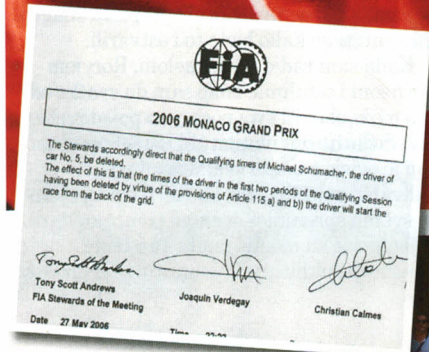 FiA
2006 MONACO GRAND PRIX
The Stewards accordingly direct that the Qualifying times of Michael Schumacher, the driver of
car No. 5, be deleted.
The effect of this is that (the times of the driver in the first two periods of the Qualifying Session
having been deleted by virtue of the provisions of Article 115 a) and b)) the driver will start the
race from the back of the grid.
Tony Scott Andrews
Joaquin Verdegay
Christian Calmes
FIA Stewards of the Meeting
Date 27 May 2006
Time